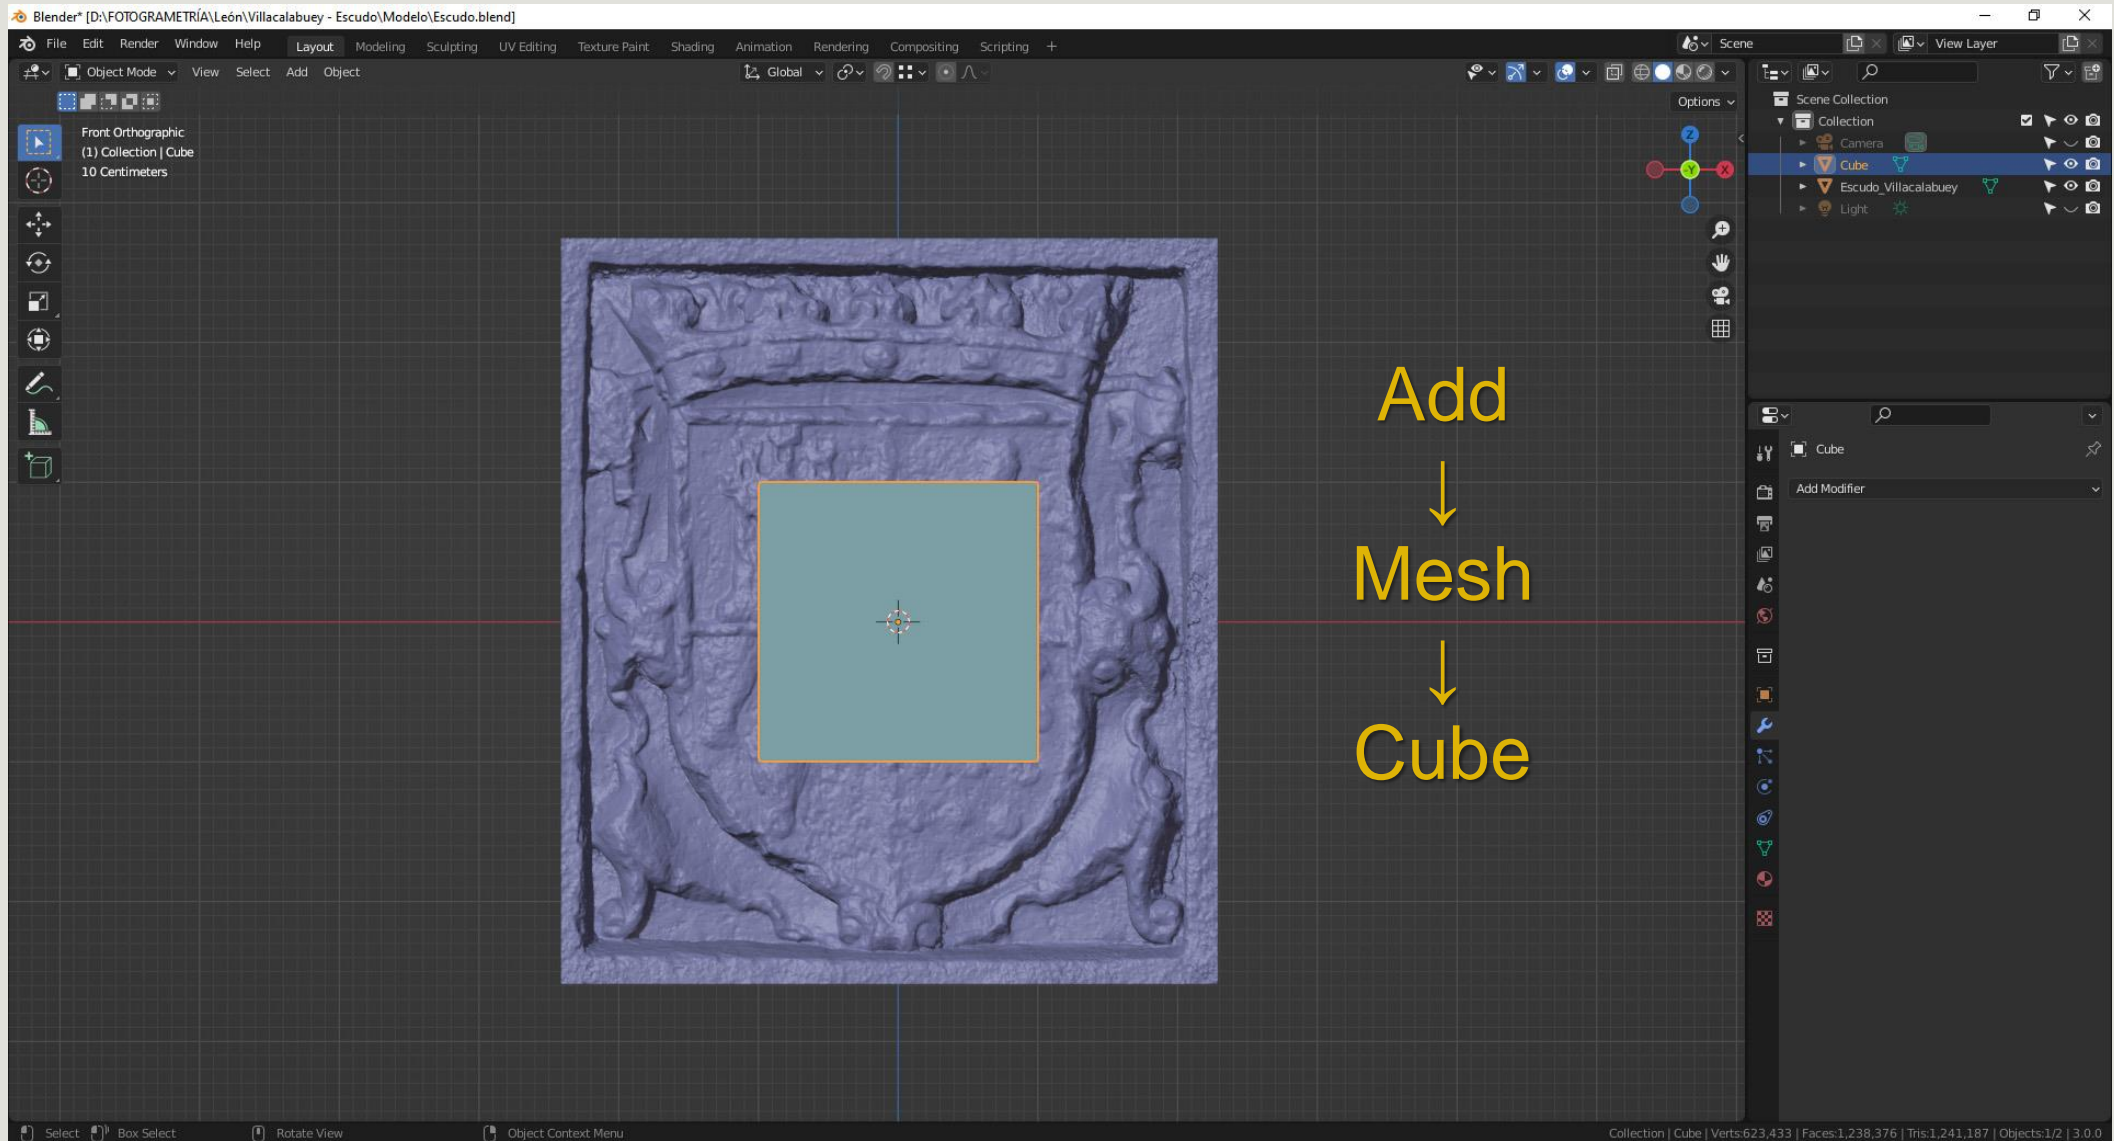 Blender* [D:\FOTOGRAMETRÍA\León\Villacalabuey - Escudo\Modelo\Escudo.blend]
File Edit Render Window Help Layout Modeling Sculpting UV Editing Texture Paint Shading Animation Rendering Compositing Scripting + Scene View Layer
Object Mode View Select Add Object Global
Options
Front Orthographic
(1) Collection | Cube
10 Centimeters
Z
-Y
X
Scene Collection
Collection
Camera
Cube
Escudo_Villacalabuey
Light
Cube
Add Modifier
Add
↓
Mesh
↓
Cube
Select Box Select Rotate View Object Context Menu Collection | Cube | Verts:623,433 | Faces:1,238,376 | Tris:1,241,187 | Objects:1/2 | 3.0.0